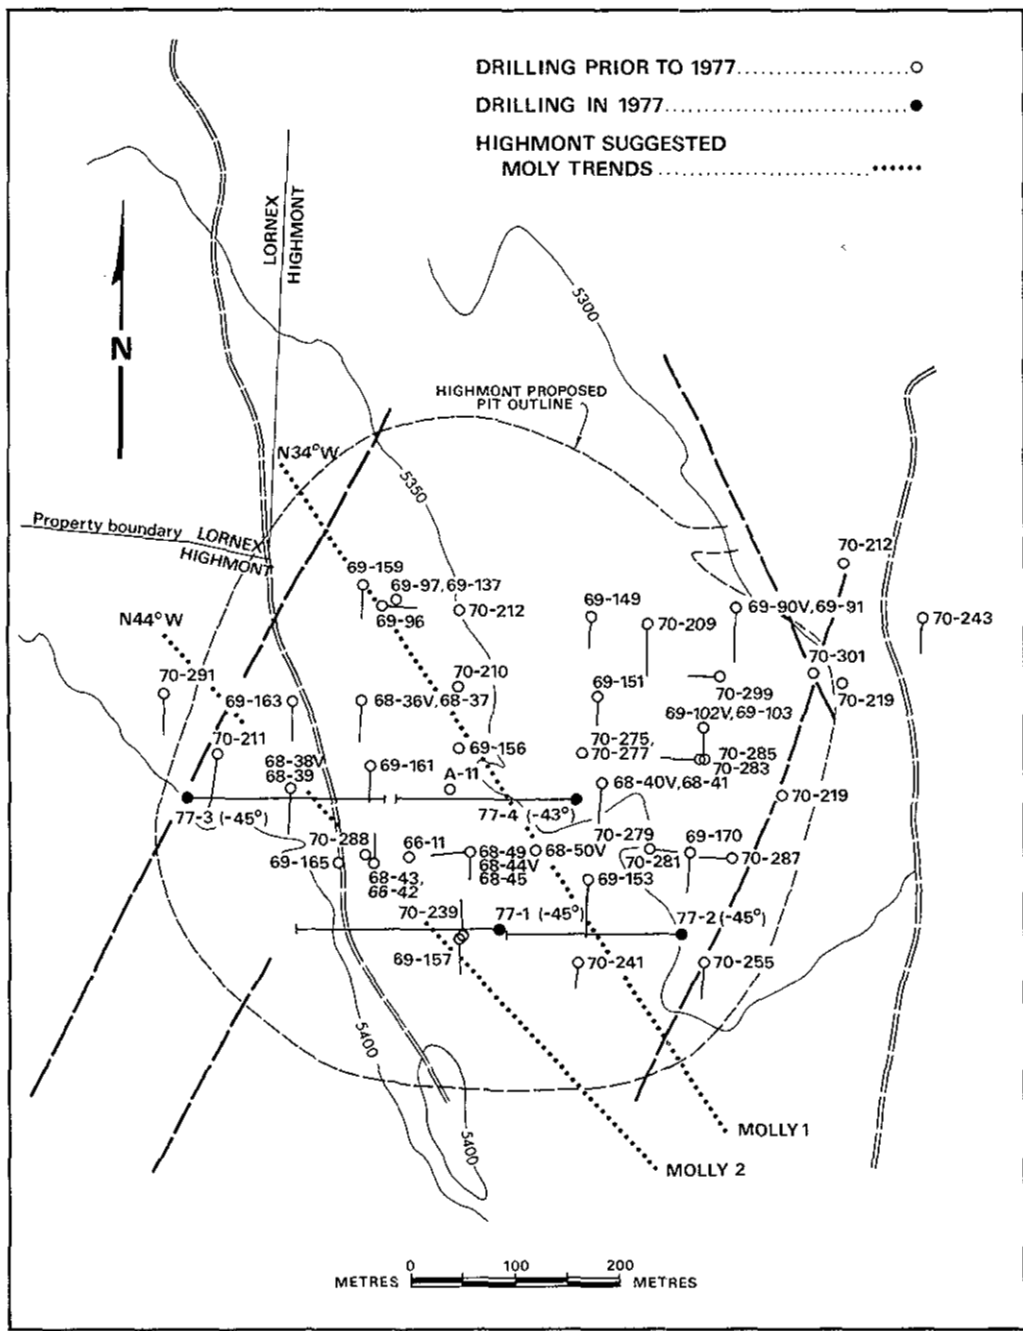 DRILLING PRIOR TO 1977
DRILLING IN 1977
HIGHMONT SUGGESTED
MOLY TRENDS
LORNEX
HIGHMONT
N
5300
HIGHMONT PROPOSED
PIT OUTLINE
N34°W
5350
Property boundary LORNEX
HIGHMONT
70-212
69-159
69-97, 69-137
69-96
70-212
69-149
70-209
69-90V, 69-91
70-243
N44°W
70-301
70-291
70-210
69-163
68-36V, 68-37
69-151
70-299
70-219
69-102V, 69-103
70-211
69-156
70-275,
70-277
70-285
70-283
68-38V
68-39
69-161
A-11
68-40V, 68-41
70-219
77-3 (-45°)
77-4 (-43°)
70-288
66-11
70-279
69-170
69-165
68-49
68-44V
68-45
68-50V
70-281
70-287
68-43,
66-42
69-153
70-239
77-1 (-45°)
77-2 (-45°)
69-157
70-241
70-255
5400
5400
MOLLY 1
MOLLY 2
0 100 200
METRES METRES